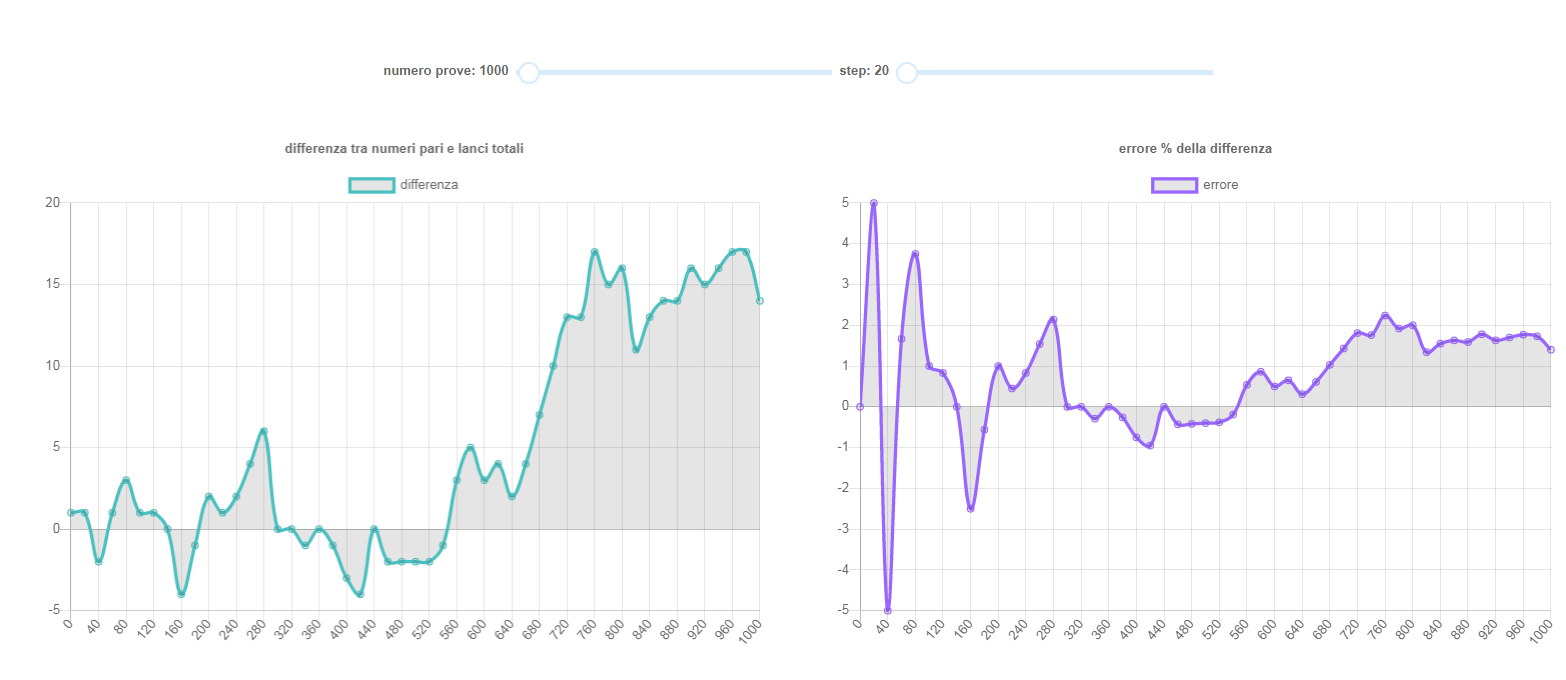 numero prove: 1000 step: 20
differenza tra numeri pari e lanci totali
differenza
20
15
10
5
0
-5
0 40 80 120 160 200 240 280 320 360 400 440 480 520 560 600 640 680 720 760 800 840 880 920 960 1000
errore % della differenza
errore
5
4
3
2
1
0
-1
-2
-3
-4
-5
0 40 80 120 160 200 240 280 320 360 400 440 480 520 560 600 640 680 720 760 800 840 880 920 960 1000